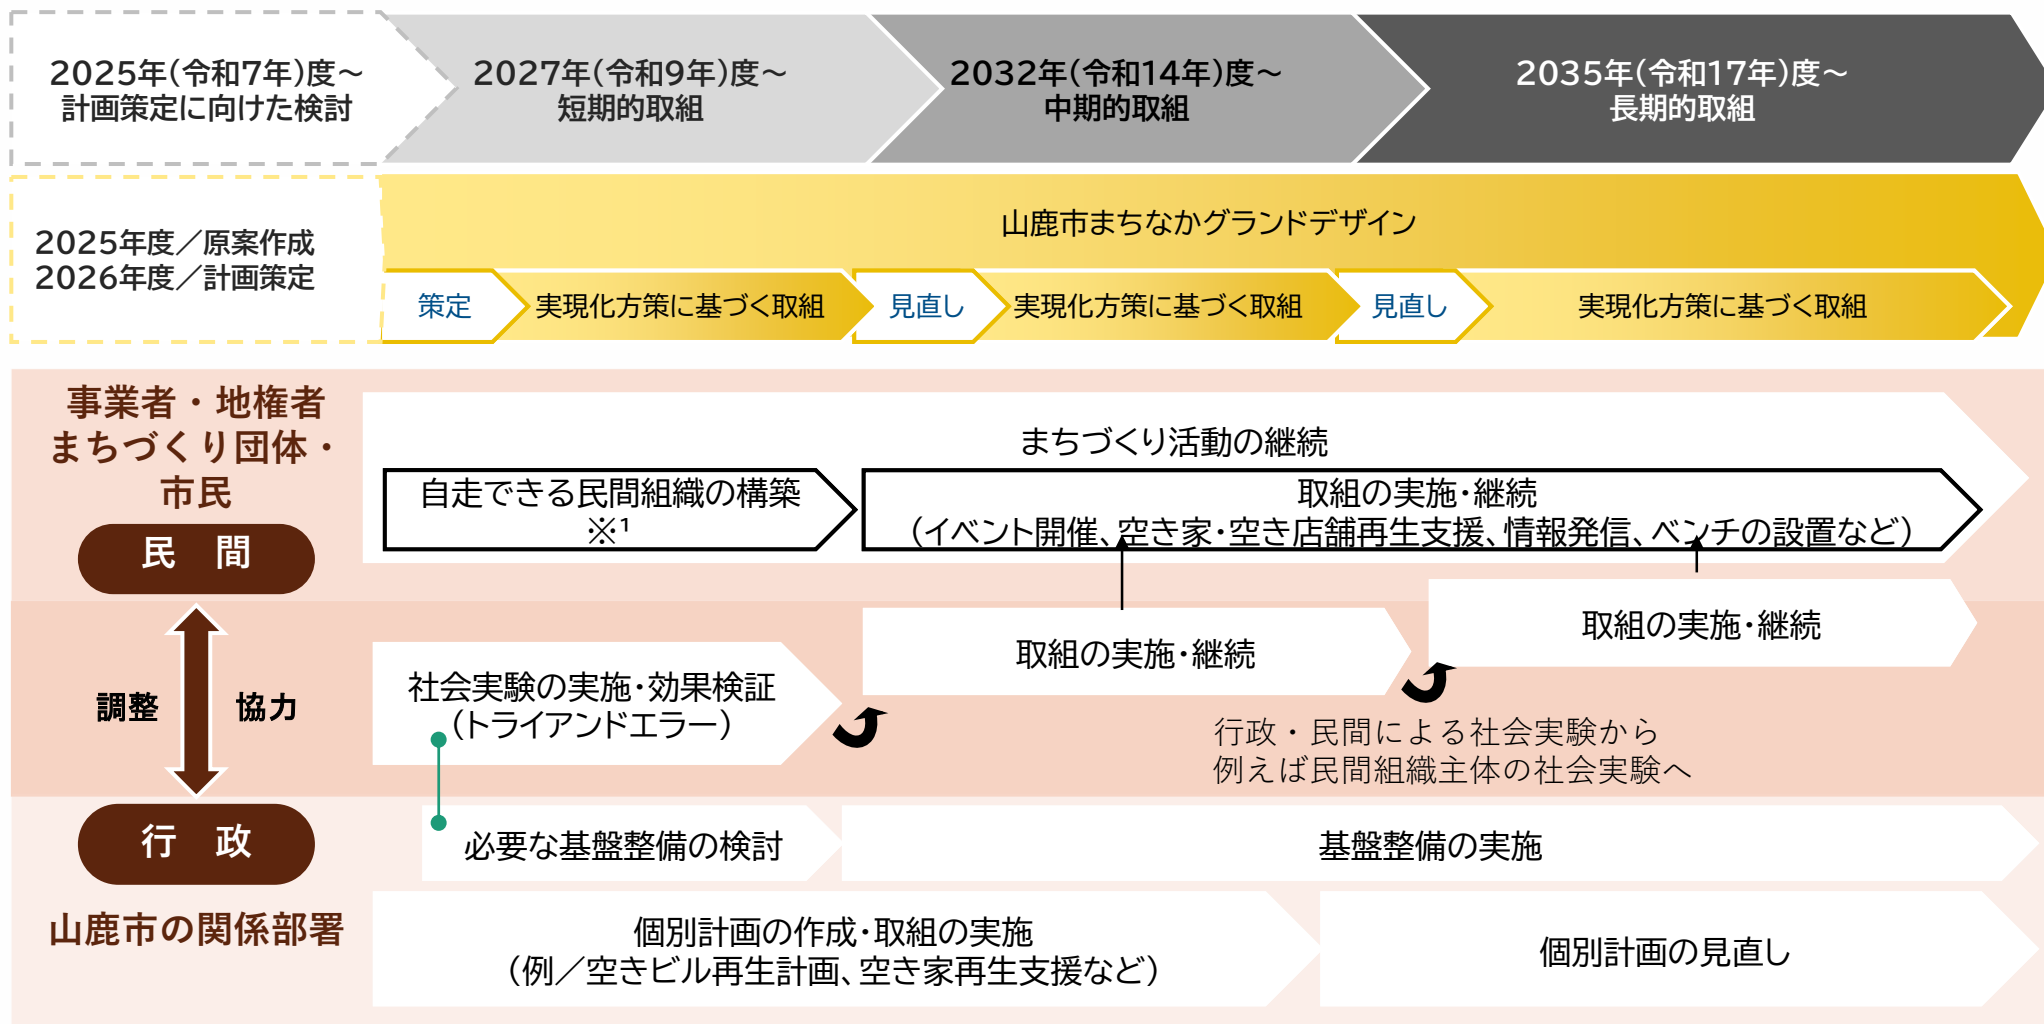 2025年(令和7年)度～
計画策定に向けた検討
2027年(令和9年)度～
短期的取組
2032年(令和14年)度～
中期的取組
2035年(令和17年)度～
長期的取組
2025年度／原案作成
2026年度／計画策定
山鹿市まちなかグランドデザイン
策定
実現化方策に基づく取組
見直し
実現化方策に基づく取組
見直し
実現化方策に基づく取組
事業者・地権者
まちづくり団体・
市民
民　間
まちづくり活動の継続
自走できる民間組織の構築
※¹
取組の実施・継続
（イベント開催、空き家・空き店舗再生支援、情報発信、ベンチの設置など）
調整
協力
社会実験の実施・効果検証
（トライアンドエラー）
取組の実施・継続
取組の実施・継続
行政・民間による社会実験から
例えば民間組織主体の社会実験へ
行　政
山鹿市の関係部署
必要な基盤整備の検討
基盤整備の実施
個別計画の作成・取組の実施
（例／空きビル再生計画、空き家再生支援など）
個別計画の見直し